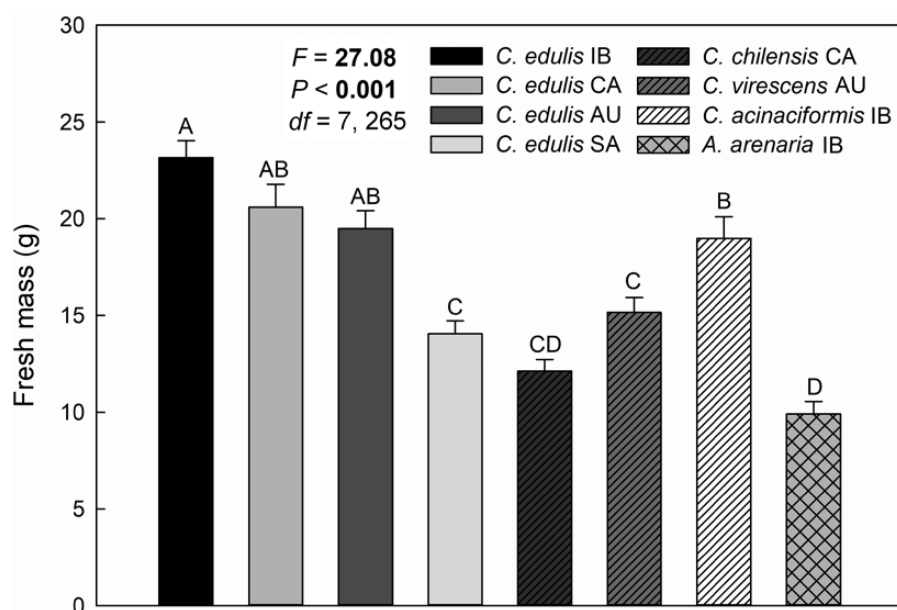 30
25
20
15
10
5
0
Fresh mass (g)
F = 27.08
P < 0.001
df = 7, 265
C. edulis IB
C. edulis CA
C. edulis AU
C. edulis SA
C. chilensis CA
C. virescens AU
C. acinaciformis IB
A. arenaria IB
A
AB
AB
C
CD
C
B
D